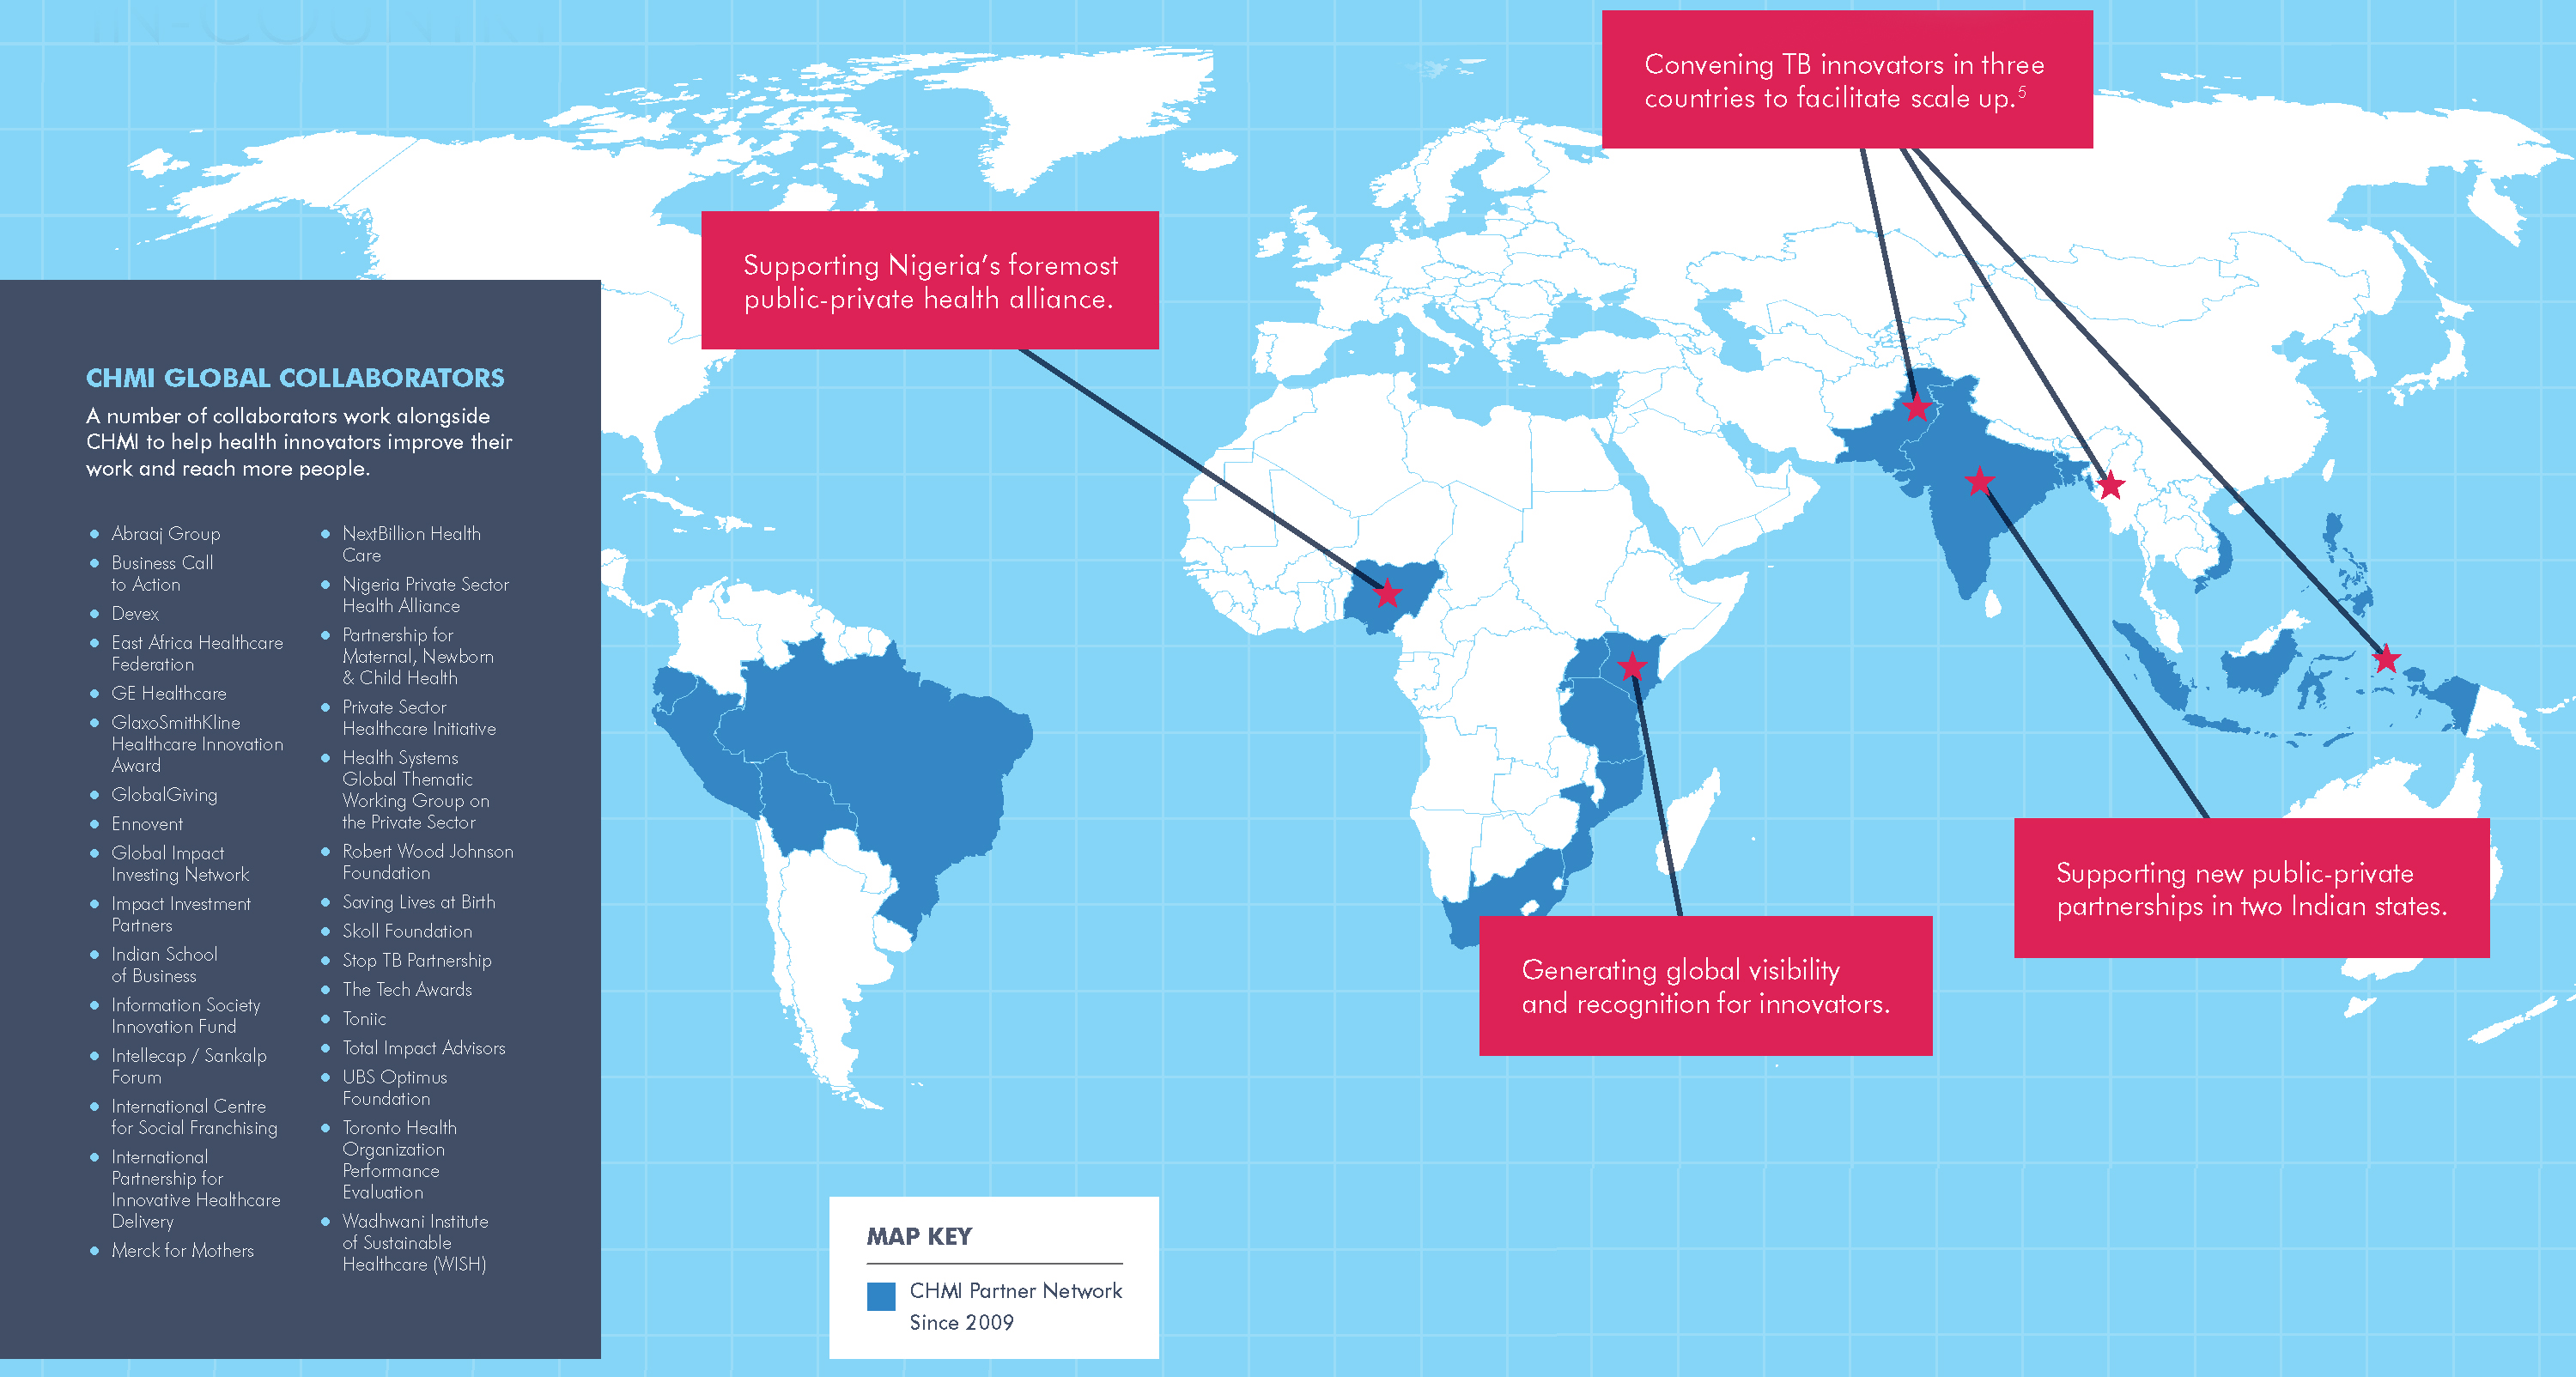 IN-COUNTRY
Convening TB innovators in three
countries to facilitate scale up.5
Supporting Nigeria's foremost
public-private health alliance.
CHMI GLOBAL COLLABORATORS
A number of collaborators work alongside
CHMI to help health innovators improve their
work and reach more people.
• Abraaj Group
• Business Call
to Action
• Devex
• East Africa Healthcare
Federation
• GE Healthcare
• GlaxoSmithKline
Healthcare Innovation
Award
• GlobalGiving
• Ennovent
• Global Impact
Investing Network
• Impact Investment
Partners
• Indian School
of Business
• Information Society
Innovation Fund
• Intellecap / Sankalp
Forum
• International Centre
for Social Franchising
• International
Partnership for
Innovative Healthcare
Delivery
• Merck for Mothers
• NextBillion Health
Care
• Nigeria Private Sector
Health Alliance
• Partnership for
Maternal, Newborn
& Child Health
• Private Sector
Healthcare Initiative
• Health Systems
Global Thematic
Working Group on
the Private Sector
• Robert Wood Johnson
Foundation
• Saving Lives at Birth
• Skoll Foundation
• Stop TB Partnership
• The Tech Awards
• Toniic
• Total Impact Advisors
• UBS Optimus
Foundation
• Toronto Health
Organization
Performance
Evaluation
• Wadhwani Institute
of Sustainable
Healthcare (WISH)
Supporting new public-private
partnerships in two Indian states.
Generating global visibility
and recognition for innovators.
MAP KEY
CHMI Partner Network
Since 2009